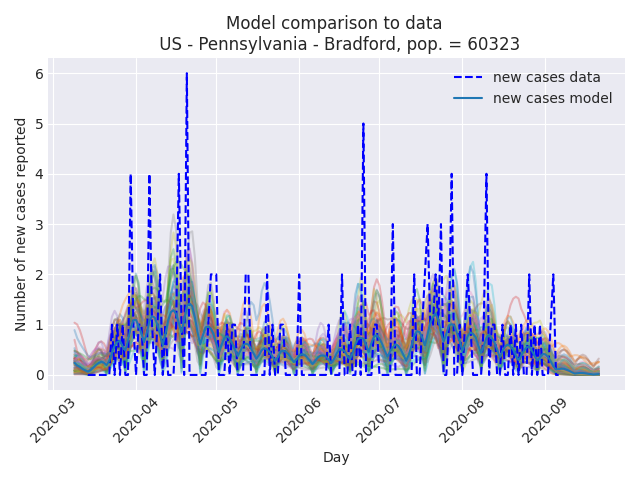 Model comparison to data
US - Pennsylvania - Bradford, pop. = 60323
new cases data
new cases model
Number of new cases reported
6
5
4
3
2
1
0
2020-03
2020-04
2020-05
2020-06
2020-07
2020-08
2020-09
Day